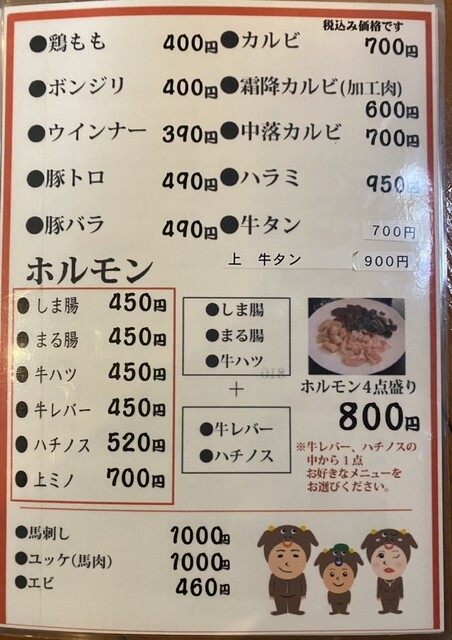 税込み価格です
●鶏もも 400円
●ボンジリ 400円
●ウインナー 390円
●豚トロ 490円
●豚バラ 490円
●カルビ 700円
●霜降カルビ(加工肉)
600円
●中落カルビ 700円
●ハラミ 950円
●牛タン 700円
上 牛タン 900円
ホルモン
●しま腸 450円
●まる腸 450円
●牛ハツ 450円
●牛レバー 450円
●ハチノス 520円
●上ミノ 700円
●しま腸
●まる腸
●牛ハツ
+
●牛レバー
●ハチノス
ホルモン4点盛り
800円
※牛レバー、ハチノスの
中から1点
お好きなメニューを
お選びください。
●馬刺し 1000円
●ユッケ(馬肉) 1000円
●エビ 460円